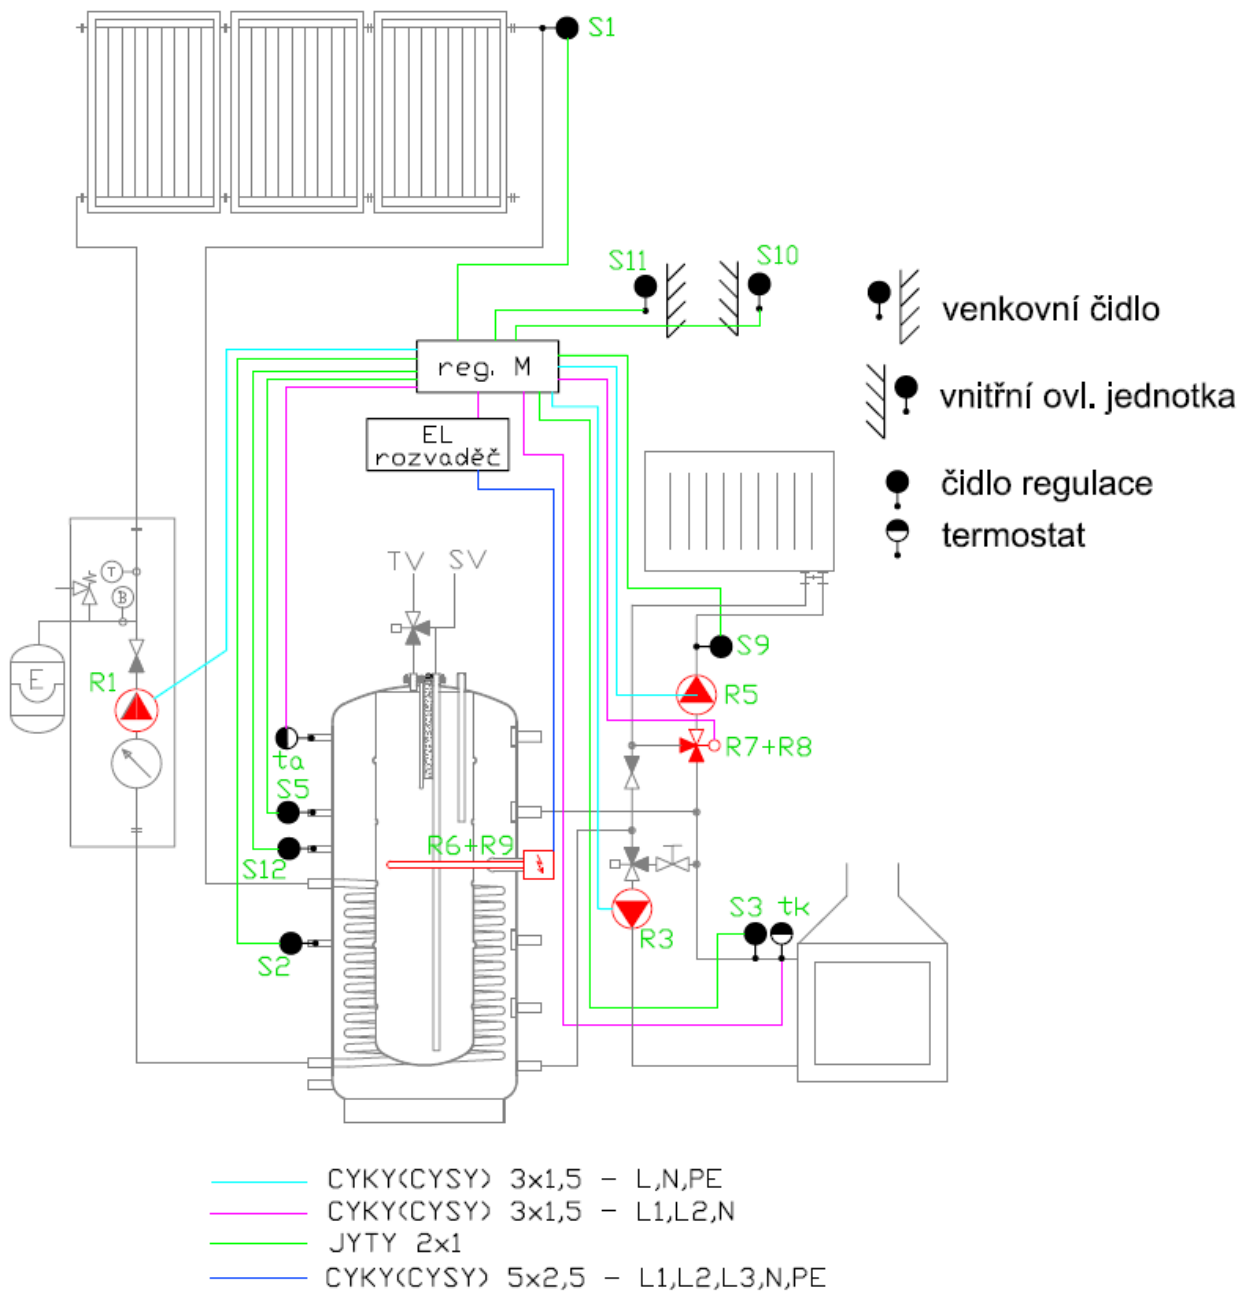 S1
S11
S10
venkovní čidlo
reg. M
vnitřní ovl. jednotka
EL
rozvaděč
čidlo regulace
termostat
TV
SV
T
B
E
R1
S9
R5
R7+R8
ta
S5
S12
R6+R9
S2
R3
S3
tk
CYKY(CYSY) 3x1,5 - L,N,PE
CYKY(CYSY) 3x1,5 - L1,L2,N
JYTY 2x1
CYKY(CYSY) 5x2,5 - L1,L2,L3,N,PE